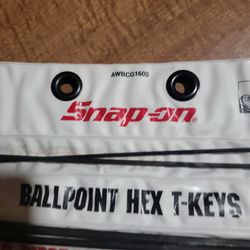 AWBCG1600
Snap-on
BALLPOINT HEX T-KEYS